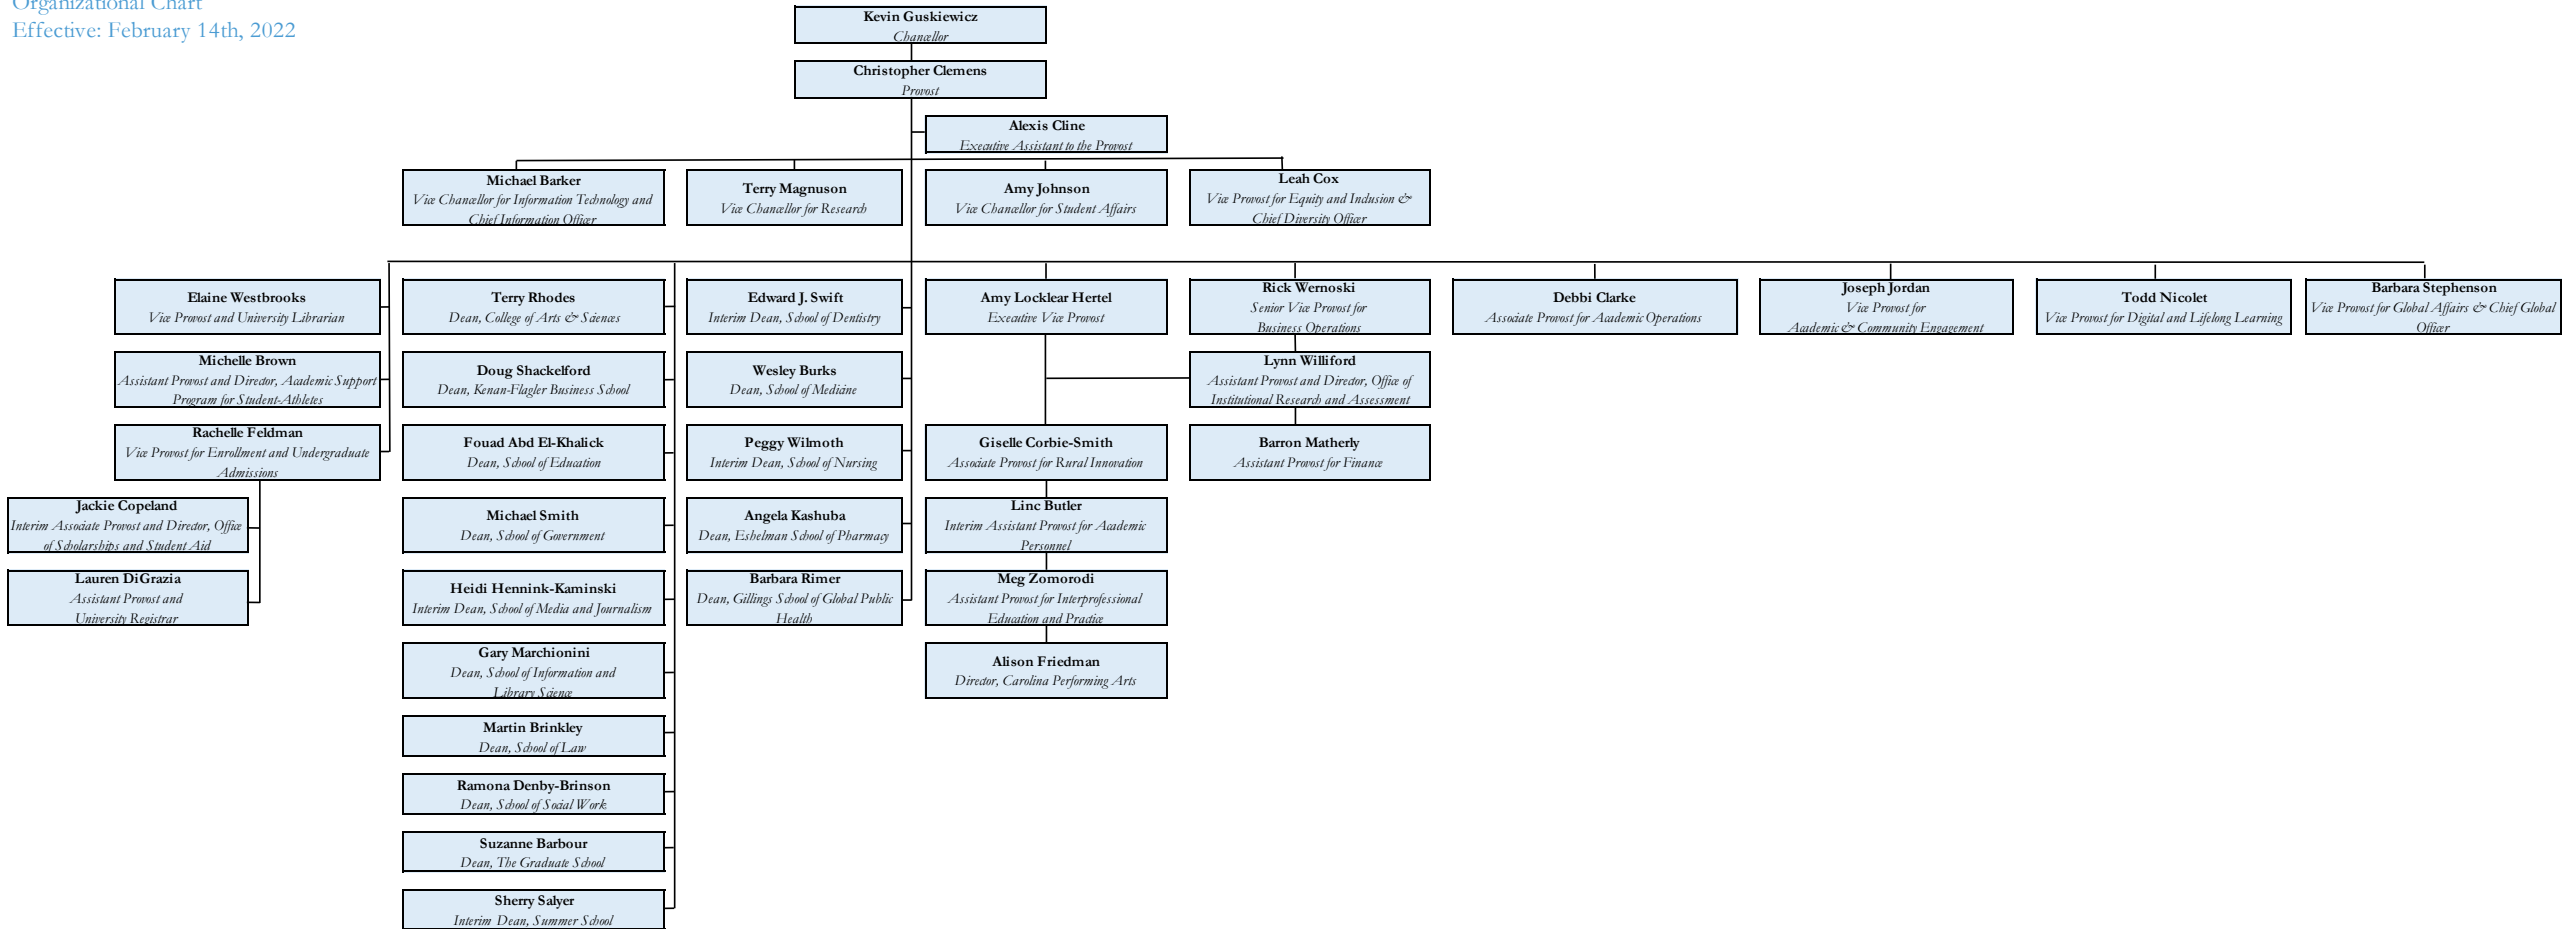 Organizational Chart
Effective: February 14th, 2022
Kevin Guskiewicz
Chancellor
Christopher Clemens
Provost
Alexis Cline
Executive Assistant to the Provost
Michael Barker
Vice Chancellor for Information Technology and
Chief Information Officer
Terry Magnuson
Vice Chancellor for Research
Amy Johnson
Vice Chancellor for Student Affairs
Leah Cox
Vice Provost for Equity and Inclusion &
Chief Diversity Officer
Elaine Westbrooks
Vice Provost and University Librarian
Michelle Brown
Assistant Provost and Director, Academic Support
Program for Student-Athletes
Rachelle Feldman
Vice Provost for Enrollment and Undergraduate
Admissions
Jackie Copeland
Interim Associate Provost and Director, Office
of Scholarships and Student Aid
Lauren DiGrazia
Assistant Provost and
University Registrar
Terry Rhodes
Dean, College of Arts & Sciences
Doug Shackelford
Dean, Kenan-Flagler Business School
Fouad Abd El-Khalick
Dean, School of Education
Michael Smith
Dean, School of Government
Heidi Hennink-Kaminski
Interim Dean, School of Media and Journalism
Gary Marchionini
Dean, School of Information and
Library Science
Martin Brinkley
Dean, School of Law
Ramona Denby-Brinson
Dean, School of Social Work
Suzanne Barbour
Dean, The Graduate School
Sherry Salyer
Interim Dean, Summer School
Edward J. Swift
Interim Dean, School of Dentistry
Wesley Burks
Dean, School of Medicine
Peggy Wilmoth
Interim Dean, School of Nursing
Angela Kashuba
Dean, Eshelman School of Pharmacy
Barbara Rimer
Dean, Gillings School of Global Public
Health
Amy Locklear Hertel
Executive Vice Provost
Giselle Corbie-Smith
Associate Provost for Rural Innovation
Linc Butler
Interim Assistant Provost for Academic
Personnel
Meg Zomorodi
Assistant Provost for Interprofessional
Education and Practice
Alison Friedman
Director, Carolina Performing Arts
Rick Wernoski
Senior Vice Provost for
Business Operations
Lynn Williford
Assistant Provost and Director, Office of
Institutional Research and Assessment
Barron Matherly
Assistant Provost for Finance
Debbi Clarke
Associate Provost for Academic Operations
Joseph Jordan
Vice Provost for
Academic & Community Engagement
Todd Nicolet
Vice Provost for Digital and Lifelong Learning
Barbara Stephenson
Vice Provost for Global Affairs & Chief Global
Officer